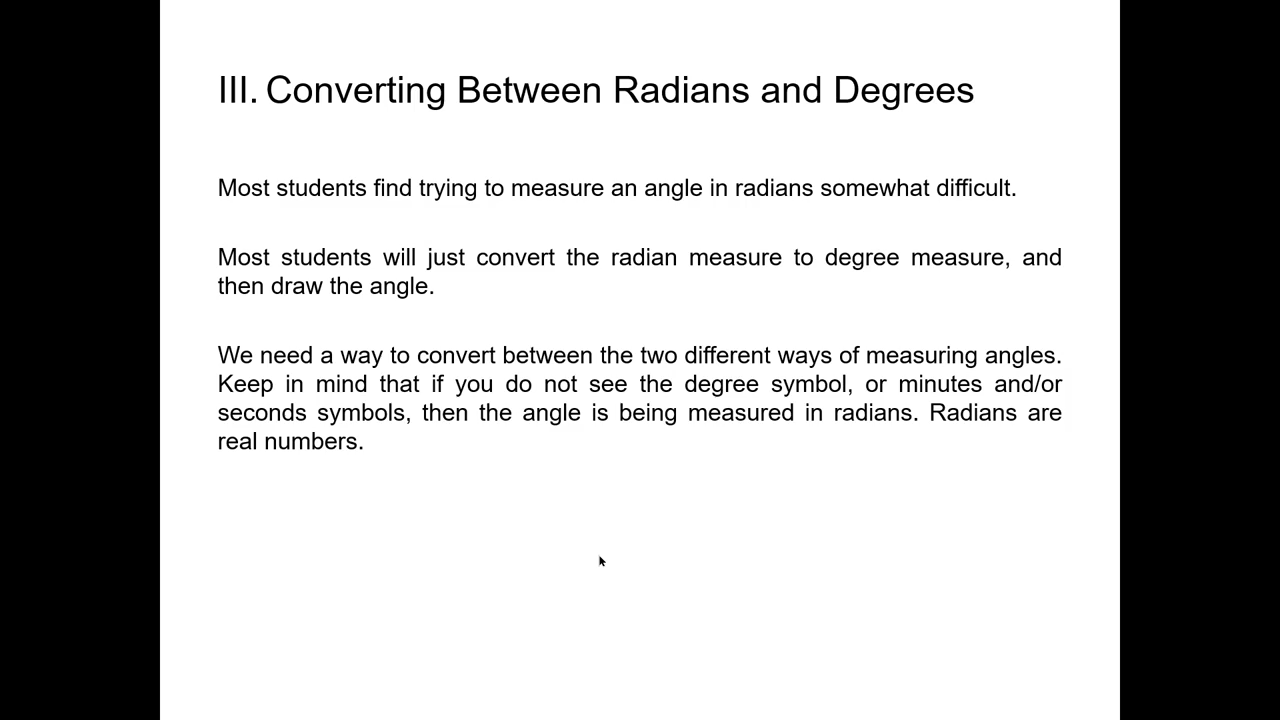 III. Converting Between Radians and Degrees
Most students find trying to measure an angle in radians somewhat difficult.
Most students will just convert the radian measure to degree measure, and
then draw the angle.
We need a way to convert between the two different ways of measuring angles.
Keep in mind that if you do not see the degree symbol, or minutes and/or
seconds symbols, then the angle is being measured in radians. Radians are
real numbers.